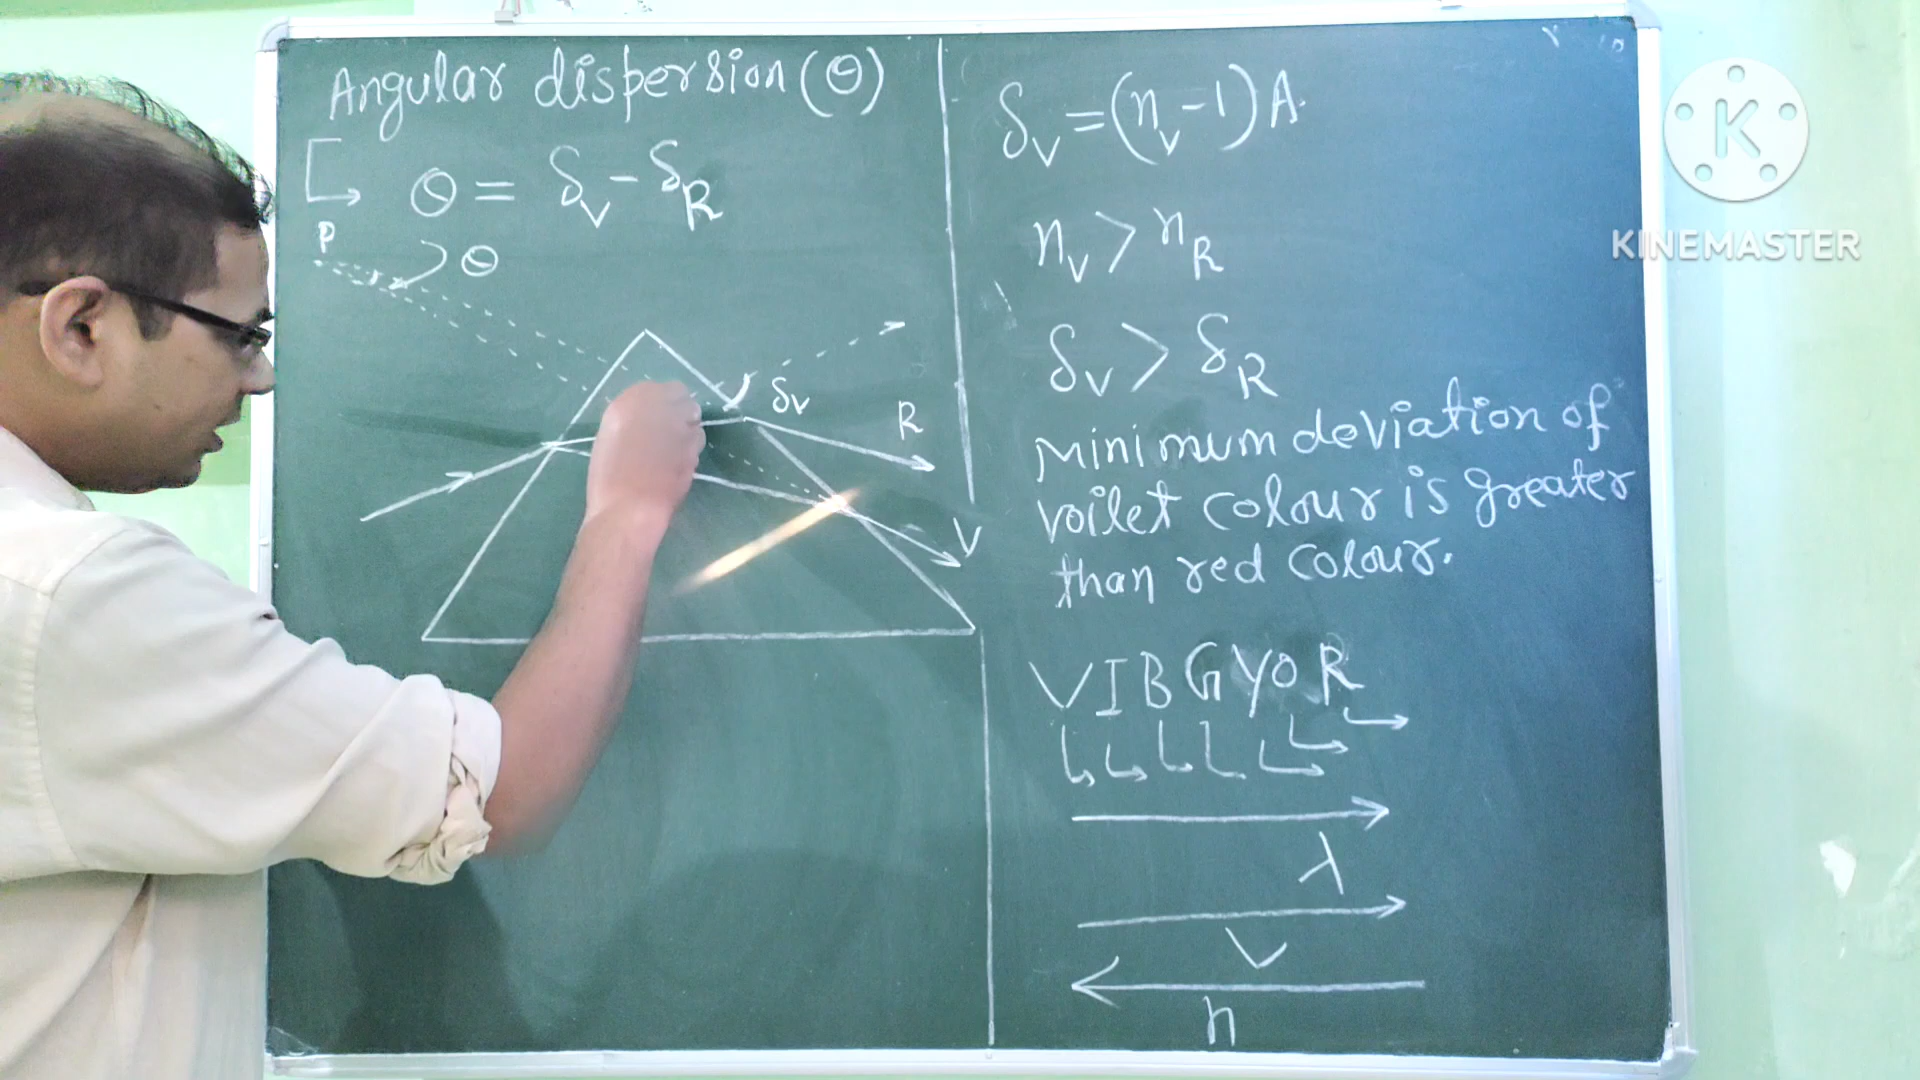 Angular dispersion (θ)
θ = δV - δR
P
θ
δV
R
V
δV = (nV - 1) A.
nV > nR
δV > δR
Minimum deviation of
voilet colour is greater
than red colour.
VIBGYOR
λ
V
n
K
KINEMASTER